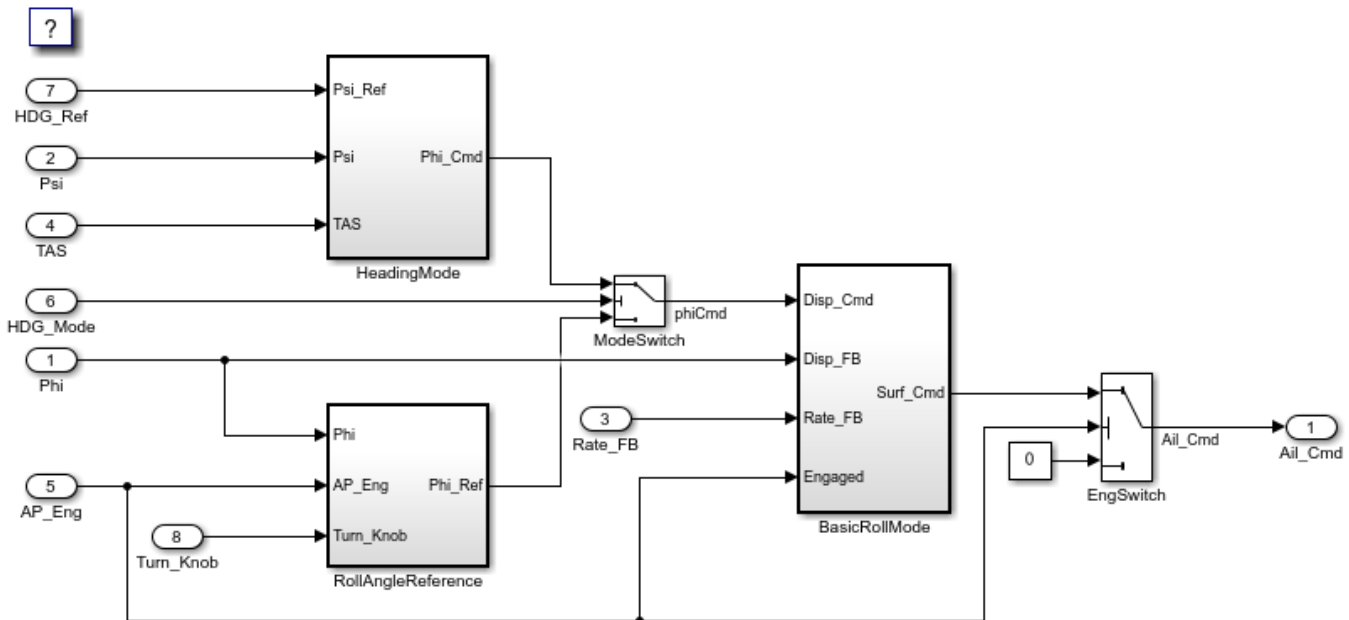 ?
7
HDG_Ref
Psi_Ref
2
Psi
Psi
Phi_Cmd
4
TAS
TAS
HeadingMode
6
HDG_Mode
phiCmd
ModeSwitch
Disp_Cmd
1
Phi
Disp_FB
Surf_Cmd
3
Rate_FB
Rate_FB
Engaged
BasicRollMode
Phi
5
AP_Eng
AP_Eng
Phi_Ref
8
Turn_Knob
Turn_Knob
RollAngleReference
0
EngSwitch
Ail_Cmd
1
Ail_Cmd